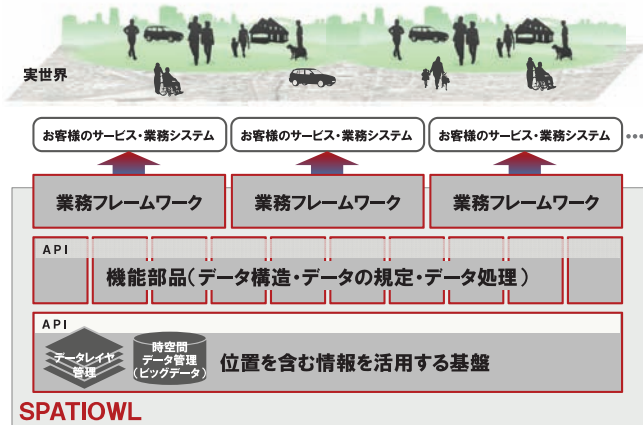 実世界
お客様のサービス・業務システム
お客様のサービス・業務システム
お客様のサービス・業務システム
業務フレームワーク
業務フレームワーク
業務フレームワーク
API
機能部品(データ構造・データの規定・データ処理)
API
データレイヤ
管理
時空間
データ管理
(ビッグデータ)
位置を含む情報を活用する基盤
SPATIOWL